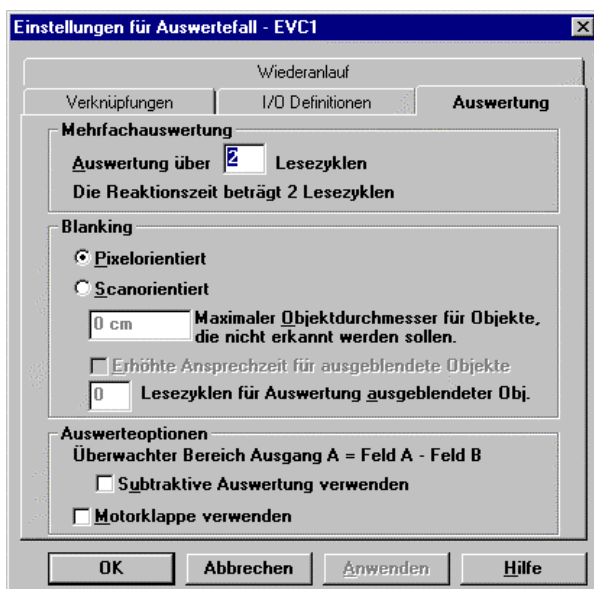 Einstellungen für Auswertefall - EVC1
Wiederanlauf
Verknüpfungen
I/O Definitionen
Auswertung
Mehrfachauswertung
Auswertung über 2 Lesezyklen
Die Reaktionszeit beträgt 2 Lesezyklen
Blanking
Pixelorientiert
Scanorientiert
0 cm
Maximaler Objektdurchmesser für Objekte,
die nicht erkannt werden sollen.
Erhöhte Ansprechzeit für ausgeblendete Objekte
0 Lesezyklen für Auswertung ausgeblendeter Obj.
Auswerteoptionen
Überwachter Bereich Ausgang A = Feld A - Feld B
Subtraktive Auswertung verwenden
Motorklappe verwenden
OK
Abbrechen
Anwenden
Hilfe